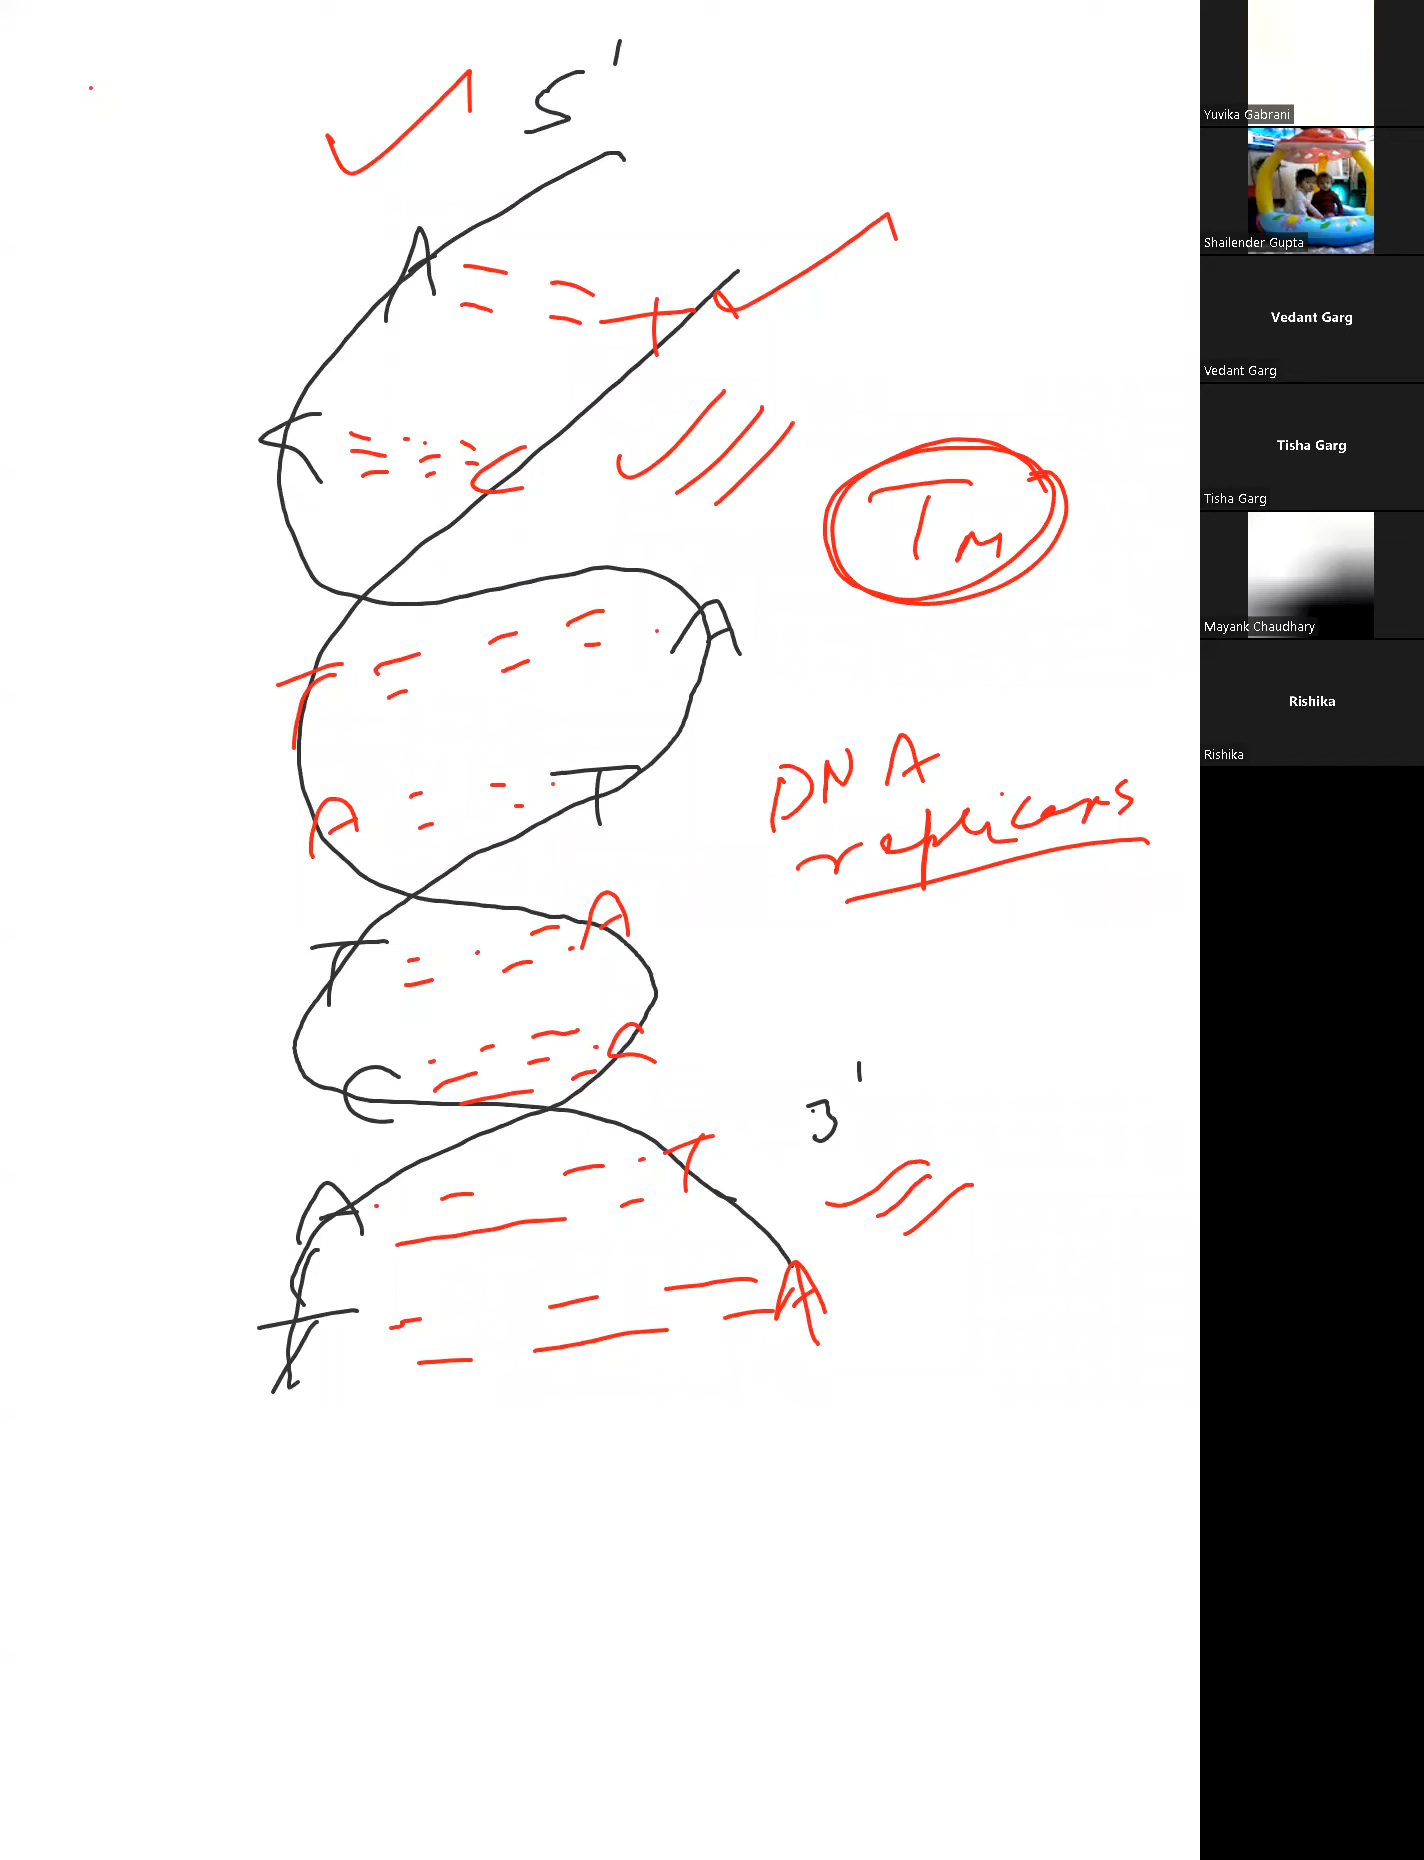 5'
A T
C
A
T
T
A
A
T
C
A T
T A
TM
DNA
replicans
3'
Yuvika Gabrani
Shailender Gupta
Vedant Garg
Vedant Garg
Tisha Garg
Tisha Garg
Mayank Chaudhary
Rishika
Rishika